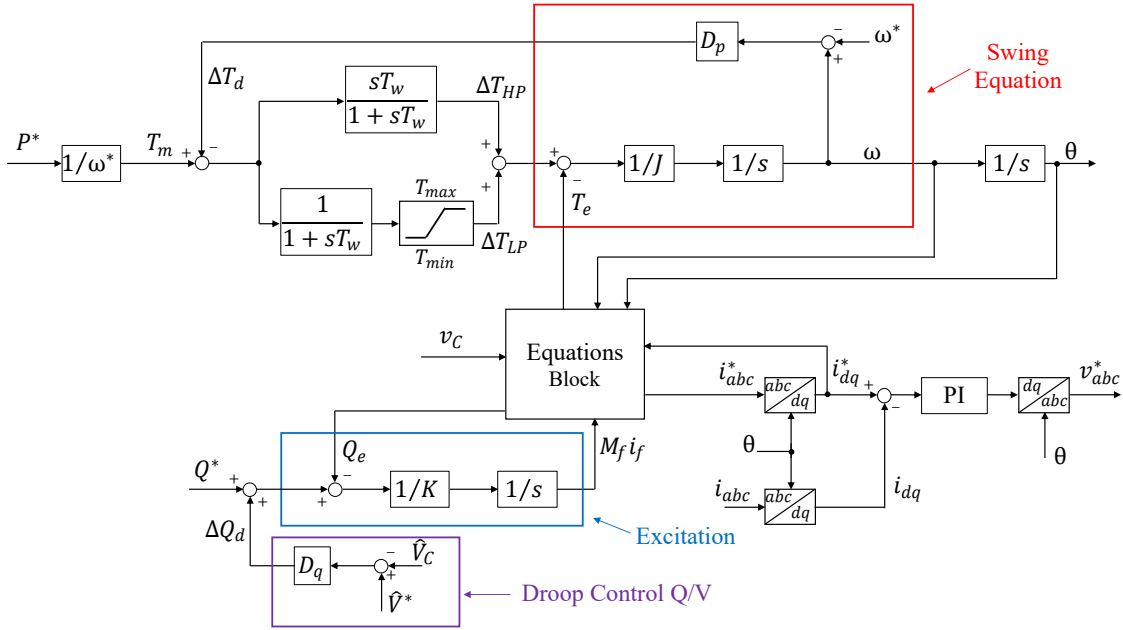 D_p
−
ω*
+
Swing
Equation
ΔT_d
sT_w
1 + sT_w
ΔT_HP
P*
1/ω*
T_m
+
−
+
+
+
−
1/J
1/s
ω
1/s
θ
1
1 + sT_w
T_max
T_min
ΔT_LP
T_e
v_C
Equations
Block
i*_abc
abc
dq
i*_dq
+
−
PI
dq
abc
v*_abc
θ
θ
i_abc
abc
dq
i_dq
Q_e
M_f i_f
Q*
+
+
−
+
1/K
1/s
Excitation
ΔQ_d
D_q
−
V̂_C
+
V̂*
Droop Control Q/V